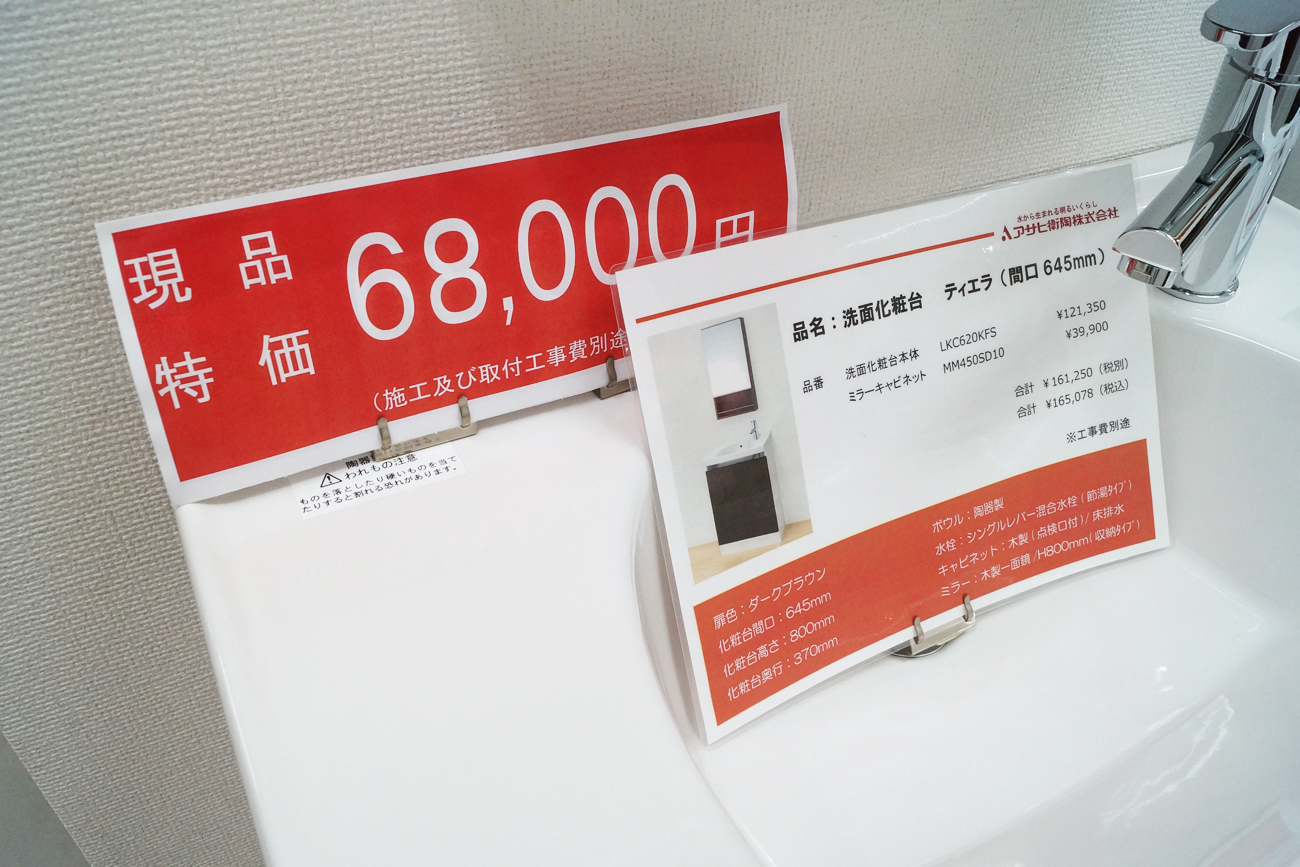 現品
特価
68,000円
(施工及び取付工事費別途
陶器
われもの注意
ものを落としたり硬いものを当て
たりすると割れる恐れがあります。
水から生まれる明るいくらし
アサヒ衛陶株式会社
品名：洗面化粧台 ティエラ（間口645mm）
品番 洗面化粧台本体 LKC620KFS ¥121,350
ミラーキャビネット MM450SD10 ¥39,900
合計 ¥161,250（税別）
合計 ¥165,078（税込）
※工事費別途
扉色：ダークブラウン
化粧台間口：645mm
化粧台高さ：800mm
化粧台奥行：370mm
ボウル：陶器製
水栓：シングルレバー混合水栓(節湯ﾀｲﾌﾟ)
キャビネット：木製(点検口付)/床排水
ミラー：木製一面鏡/H800mm(収納ﾀｲﾌﾟ)